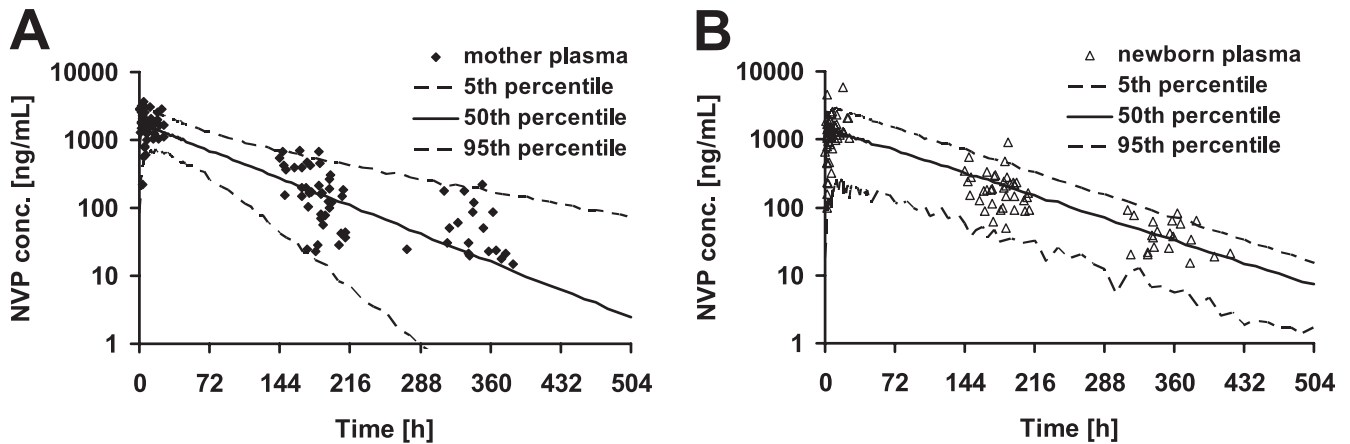 A
mother plasma
5th percentile
50th percentile
95th percentile
NVP conc. [ng/mL]
10000
1000
100
10
1
0 72 144 216 288 360 432 504
Time [h]
B
newborn plasma
5th percentile
50th percentile
95th percentile
NVP conc. [ng/mL]
10000
1000
100
10
1
0 72 144 216 288 360 432 504
Time [h]